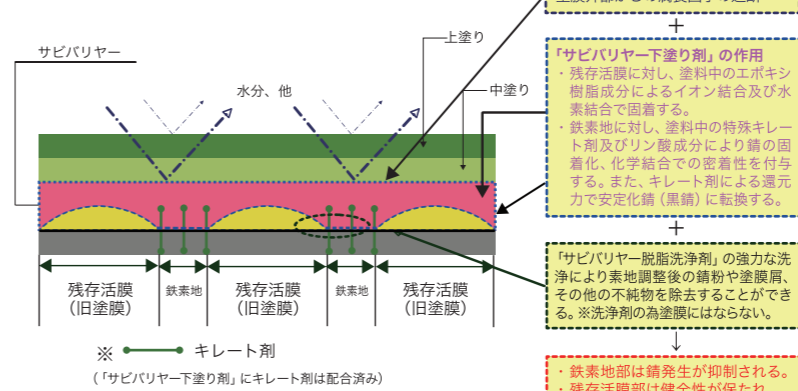 サビバリヤー
上塗り
水分、他
中塗り
+
「サビバリヤー下塗り剤」の作用
・残存活膜に対し、塗料中のエポキシ
樹脂成分によるイオン結合及び水
素結合で固着する。
・鉄素地に対し、塗料中の特殊キレー
ト剤及びリン酸成分により錆の固
着化、化学結合での密着性を付与
する。また、キレート剤による還元
力で安定化錆（黒錆）に転換する。
+
「サビバリヤー脱脂洗浄剤」の強力な洗
浄により素地調整後の錆粉や塗膜屑、
その他の不純物を除去することができ
る。※洗浄剤の為塗膜にはならない。
↓
・鉄素地部は錆発生が抑制される。
・残存活膜部は健全性が保たれ
残存活膜
（旧塗膜）
鉄素地
残存活膜
（旧塗膜）
鉄素地
残存活膜
（旧塗膜）
※ キレート剤
（「サビバリヤー下塗り剤」にキレート剤は配合済み）